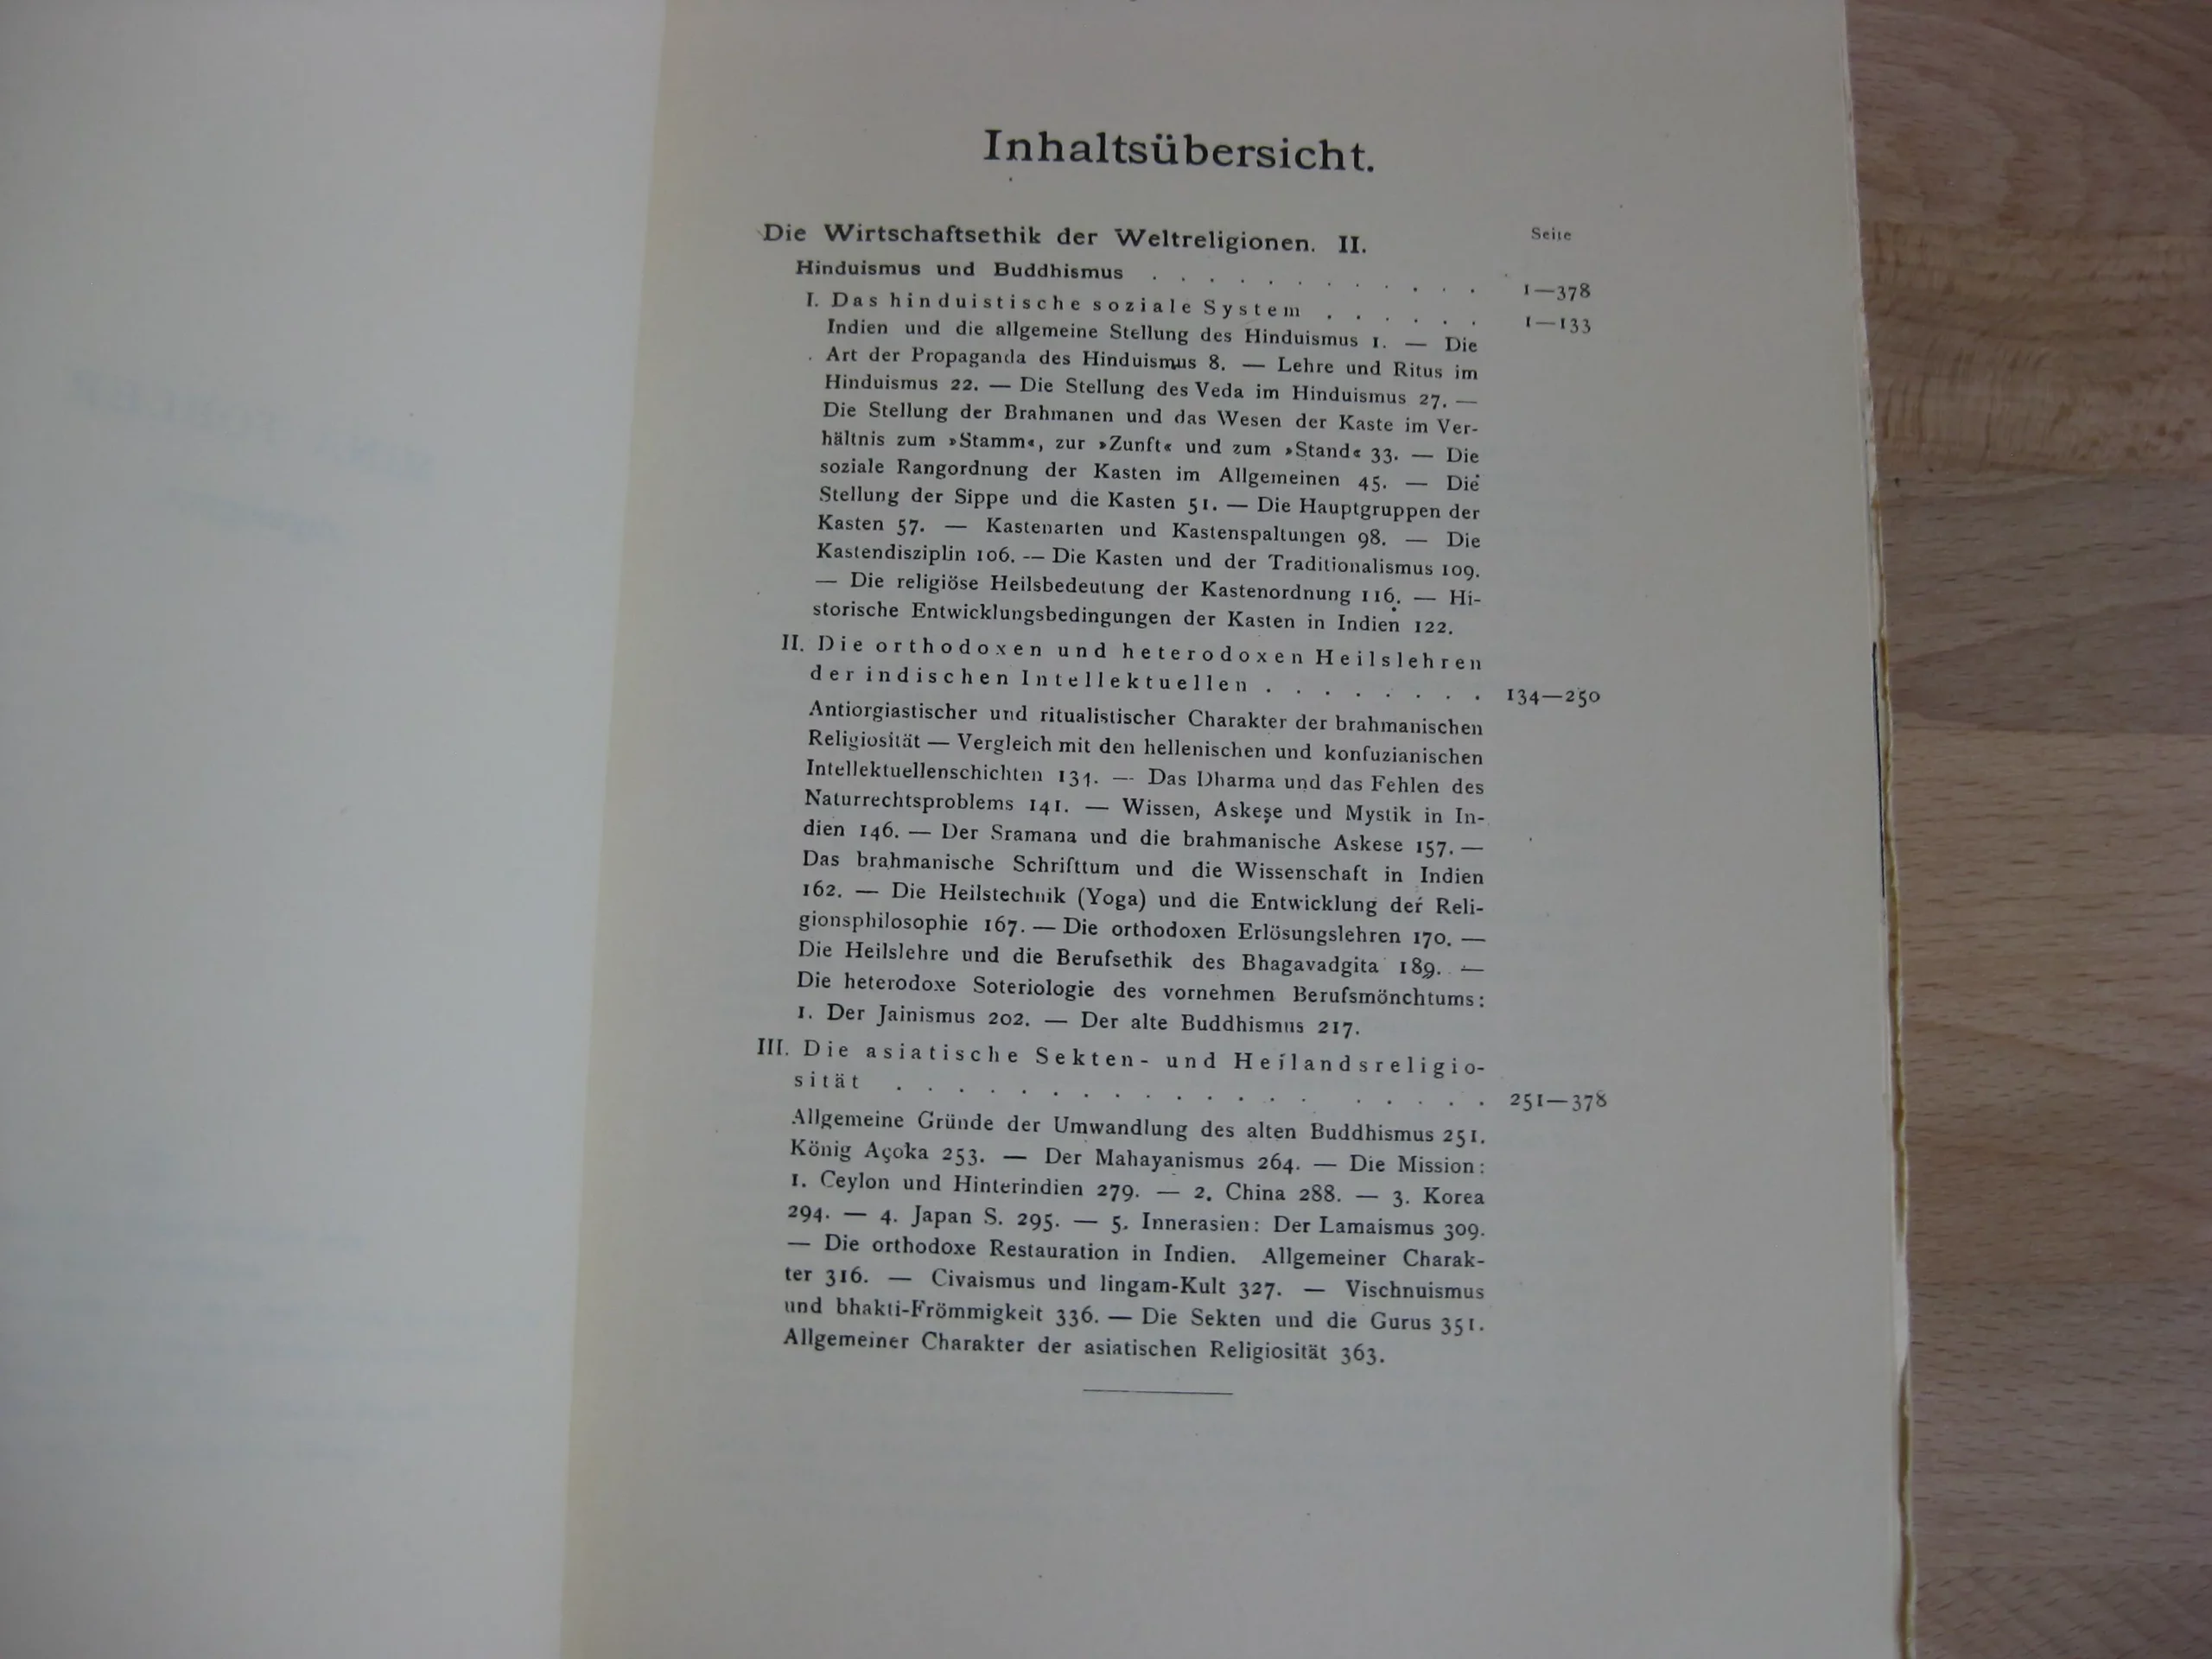 Inhaltsübersicht.
Seite
Die Wirtschaftsethik der Weltreligionen. II.
Hinduismus und Buddhismus . . . . . . . . . . . 1—378
I. Das hinduistische soziale System . . . . . . 1—133
Indien und die allgemeine Stellung des Hinduismus 1. — Die
Art der Propaganda des Hinduismus 8. — Lehre und Ritus im
Hinduismus 22. — Die Stellung des Veda im Hinduismus 27. —
Die Stellung der Brahmanen und das Wesen der Kaste im Ver-
hältnis zum »Stamm«, zur »Zunft« und zum »Stand« 33. — Die
soziale Rangordnung der Kasten im Allgemeinen 45. — Die
Stellung der Sippe und die Kasten 51. — Die Hauptgruppen der
Kasten 57. — Kastenarten und Kastenspaltungen 98. — Die
Kastendisziplin 106. — Die Kasten und der Traditionalismus 109.
— Die religiöse Heilsbedeutung der Kastenordnung 116. — Hi-
storische Entwicklungsbedingungen der Kasten in Indien 122.
II. Die orthodoxen und heterodoxen Heilslehren
der indischen Intellektuellen . . . . . . . . 134—250
Antiorgiastischer und ritualistischer Charakter der brahmanischen
Religiosität — Vergleich mit den hellenischen und konfuzianischen
Intellektuellenschichten 134. — Das Dharma und das Fehlen des
Naturrechtsproblems 141. — Wissen, Askese und Mystik in In-
dien 146. — Der Sramana und die brahmanische Askese 157. —
Das brahmanische Schrifttum und die Wissenschaft in Indien
162. — Die Heilstechnik (Yoga) und die Entwicklung der Reli-
gionsphilosophie 167. — Die orthodoxen Erlösungslehren 170. —
Die Heilslehre und die Berufsethik des Bhagavadgita 189. —
Die heterodoxe Soteriologie des vornehmen Berufsmönchtums:
1. Der Jainismus 202. — Der alte Buddhismus 217.
III. Die asiatische Sekten- und Heilandsreligio-
sität . . . . . . . . . . . . . . . . . . . 251—378
Allgemeine Gründe der Umwandlung des alten Buddhismus 251.
König Açoka 253. — Der Mahayanismus 264. — Die Mission:
1. Ceylon und Hinterindien 279. — 2. China 288. — 3. Korea
294. — 4. Japan S. 295. — 5. Innerasien: Der Lamaismus 309.
— Die orthodoxe Restauration in Indien. Allgemeiner Charak-
ter 316. — Civaismus und lingam-Kult 327. — Vischnuismus
und bhakti-Frömmigkeit 336. — Die Sekten und die Gurus 351.
Allgemeiner Charakter der asiatischen Religiosität 363.